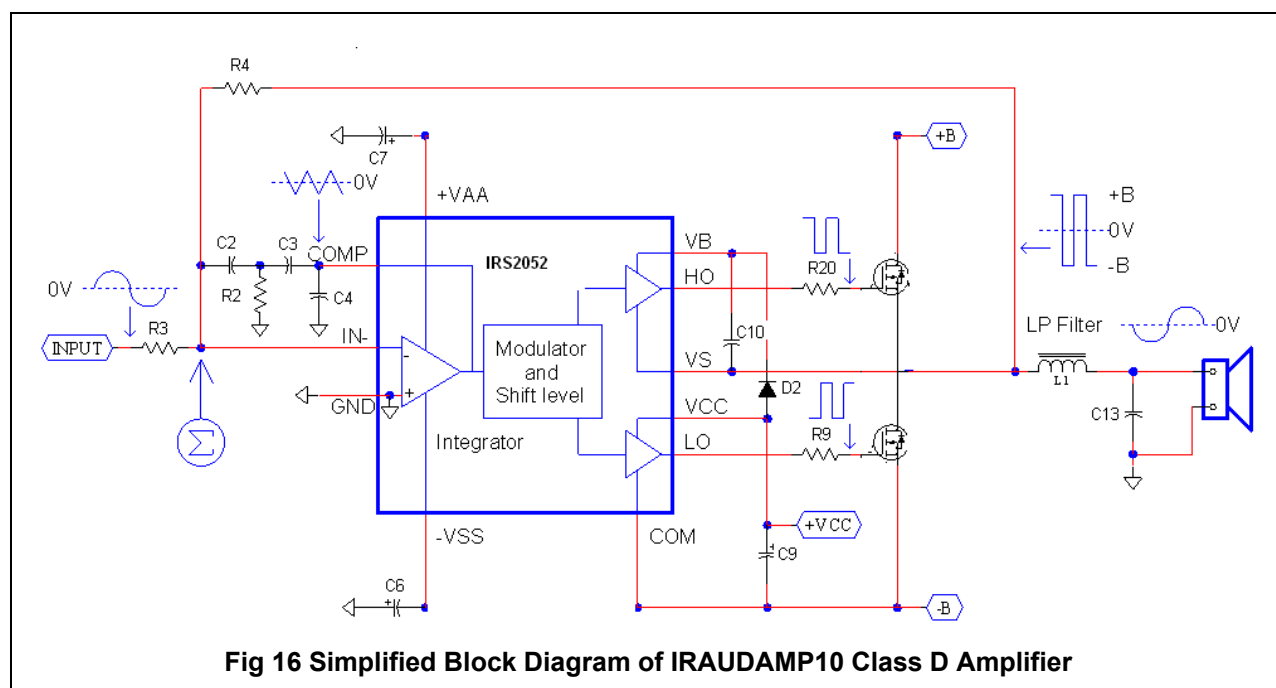 R4
+B
C7
0V
+VAA
+B
0V
-B
C2
C3
COMP
IRS2052
VB
HO
R20
0V
R2
C4
C10
LP Filter
0V
R3
INPUT
IN-
-
+
GND
Modulator
and
Shift level
VS
L1
D2
VCC
R9
C13
Integrator
LO
Σ
-VSS
COM
+VCC
C9
C6
-B
Fig 16 Simplified Block Diagram of IRAUDAMP10 Class D Amplifier